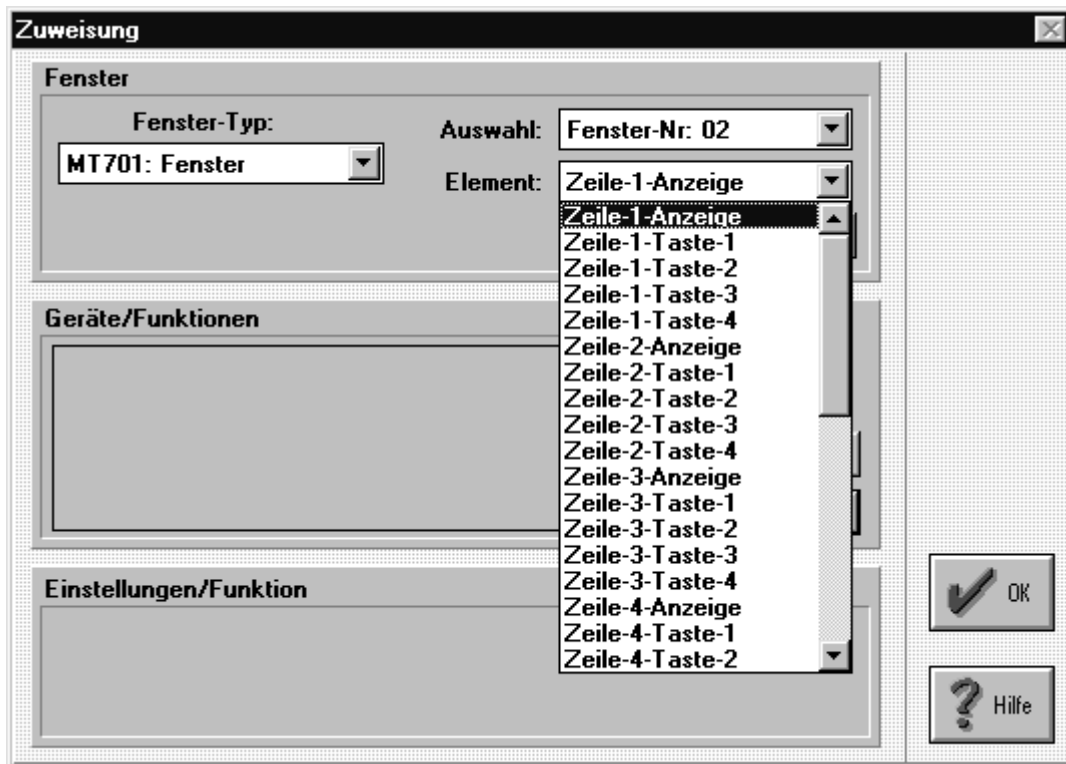 Zuweisung
Fenster
Fenster-Typ:
MT701: Fenster
Auswahl: Fenster-Nr: 02
Element: Zeile-1-Anzeige
Zeile-1-Anzeige
Zeile-1-Taste-1
Zeile-1-Taste-2
Zeile-1-Taste-3
Zeile-1-Taste-4
Zeile-2-Anzeige
Zeile-2-Taste-1
Zeile-2-Taste-2
Zeile-2-Taste-3
Zeile-2-Taste-4
Zeile-3-Anzeige
Zeile-3-Taste-1
Zeile-3-Taste-2
Zeile-3-Taste-3
Zeile-3-Taste-4
Zeile-4-Anzeige
Zeile-4-Taste-1
Zeile-4-Taste-2
Geräte/Funktionen
Einstellungen/Funktion
OK
Hilfe